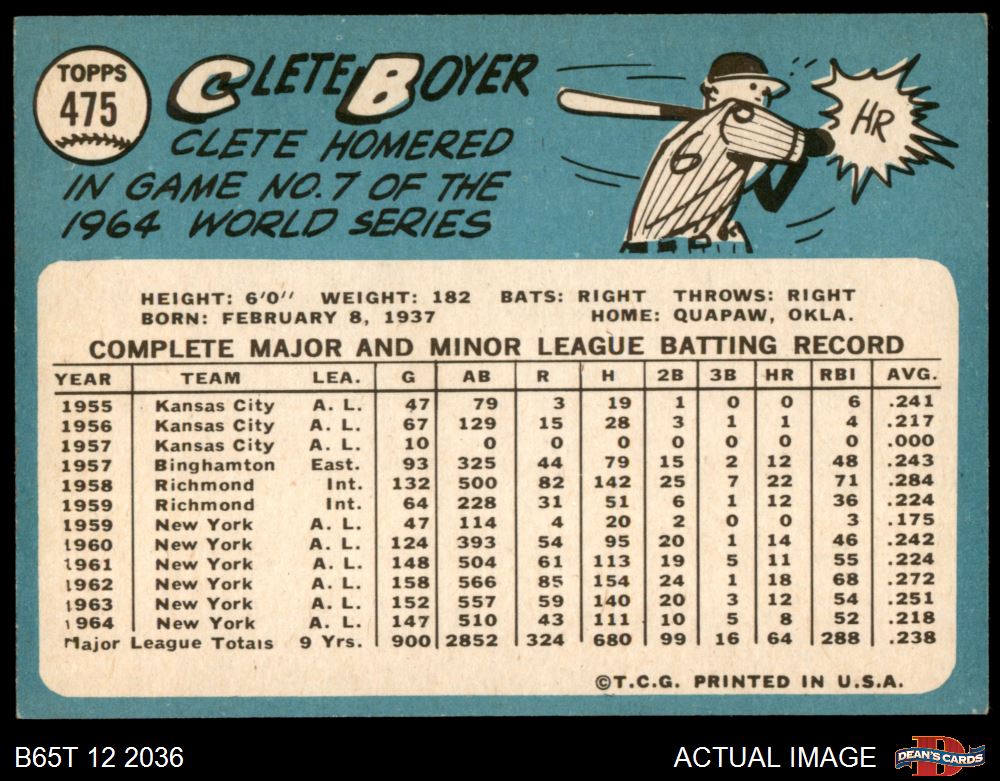 TOPPS
475
CLETE BOYER
CLETE HOMERED
IN GAME NO.7 OF THE
1964 WORLD SERIES
6
HR
HEIGHT: 6'0" WEIGHT: 182 BATS: RIGHT THROWS: RIGHT
BORN: FEBRUARY 8, 1937 HOME: QUAPAW, OKLA.
COMPLETE MAJOR AND MINOR LEAGUE BATTING RECORD
YEAR TEAM LEA. G AB R H 2B 3B HR RBI AVG.
1955 Kansas City A. L. 47 79 3 19 1 0 0 6 .241
1956 Kansas City A. L. 67 129 15 28 3 1 1 4 .217
1957 Kansas City A. L. 10 0 0 0 0 0 0 0 .000
1957 Binghamton East. 93 325 44 79 15 2 12 48 .243
1958 Richmond Int. 132 500 82 142 25 7 22 71 .284
1959 Richmond Int. 64 228 31 51 6 1 12 36 .224
1959 New York A. L. 47 114 4 20 2 0 0 3 .175
1960 New York A. L. 124 393 54 95 20 1 14 46 .242
1961 New York A. L. 148 504 61 113 19 5 11 55 .224
1962 New York A. L. 158 566 85 154 24 1 18 68 .272
1963 New York A. L. 152 557 59 140 20 3 12 54 .251
1964 New York A. L. 147 510 43 111 10 5 8 52 .218
Major League Totals 9 Yrs. 900 2852 324 680 99 16 64 288 .238
©T.C.G. PRINTED IN U.S.A.
B65T 12 2036 ACTUAL IMAGE
DEAN'S CARDS